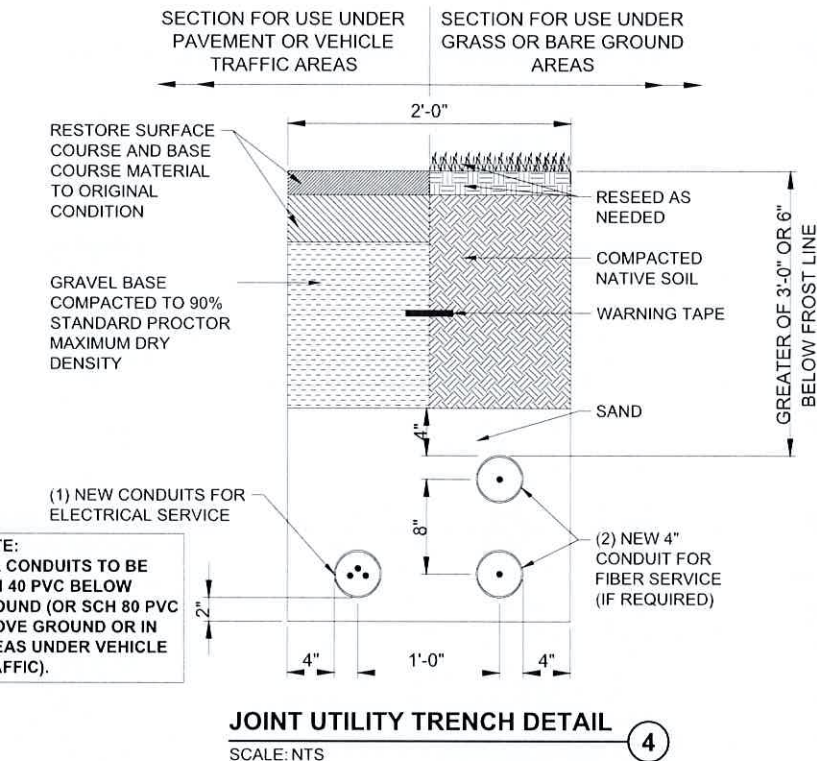 SECTION FOR USE UNDER
PAVEMENT OR VEHICLE
TRAFFIC AREAS
SECTION FOR USE UNDER
GRASS OR BARE GROUND
AREAS
2'-0"
RESTORE SURFACE
COURSE AND BASE
COURSE MATERIAL
TO ORIGINAL
CONDITION
GRAVEL BASE
COMPACTED TO 90%
STANDARD PROCTOR
MAXIMUM DRY
DENSITY
RESEED AS
NEEDED
COMPACTED
NATIVE SOIL
WARNING TAPE
GREATER OF 3'-0" OR 6"
BELOW FROST LINE
SAND
4"
8"
(1) NEW CONDUITS FOR
ELECTRICAL SERVICE
(2) NEW 4"
CONDUIT FOR
FIBER SERVICE
(IF REQUIRED)
TE:
CONDUITS TO BE
40 PVC BELOW
OUND (OR SCH 80 PVC
OVE GROUND OR IN
EAS UNDER VEHICLE
AFFIC).
2"
4"
1'-0"
4"
JOINT UTILITY TRENCH DETAIL
4
SCALE: NTS